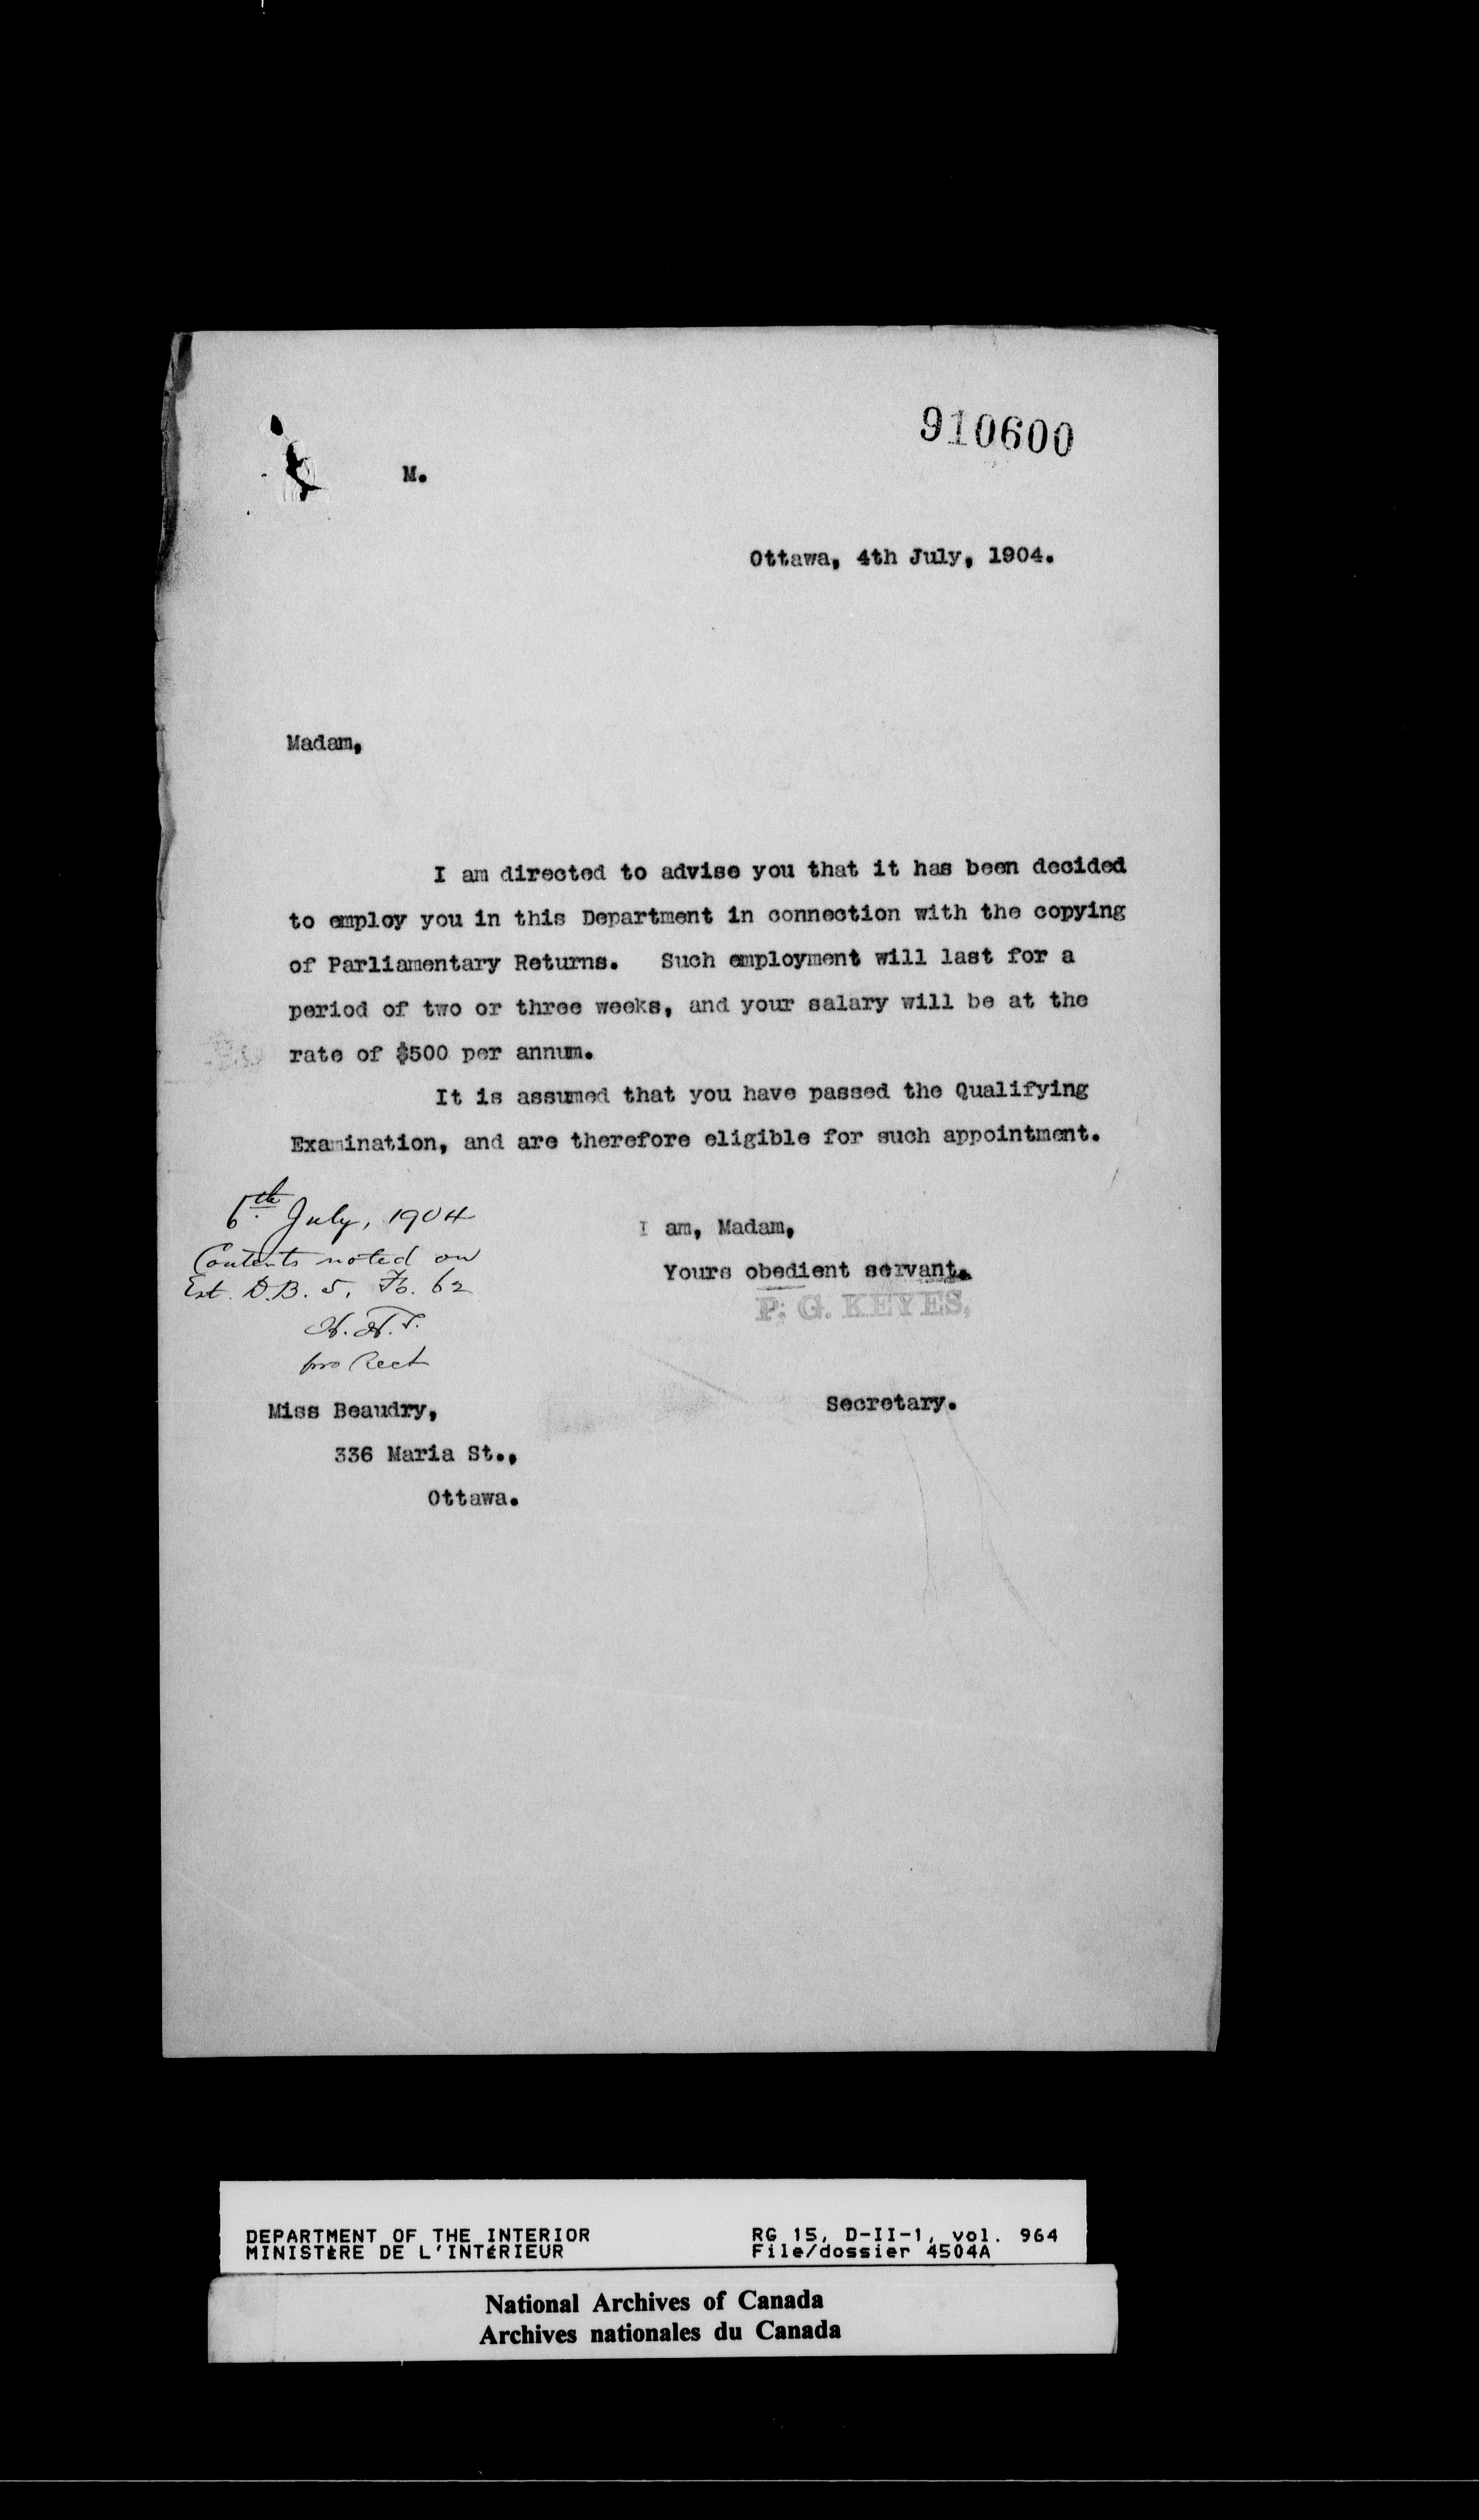 910600
M.
Ottawa, 4th July, 1904.
Madam,
I am directed to advise you that it has been decided
to employ you in this Department in connection with the copying
of Parliamentary Returns. Such employment will last for a
period of two or three weeks, and your salary will be at the
rate of $500 per annum.
It is assumed that you have passed the Qualifying
Examination, and are therefore eligible for such appointment.
6th July, 1904
Contents noted on
Est. D.B. 5, Fo. 62
pro
I am, Madam,
Yours obedient servant,
P. G. KEYES,
Secretary.
Miss Beaudry,
336 Maria St.,
Ottawa.
DEPARTMENT OF THE INTERIOR
MINISTÈRE DE L'INTÉRIEUR
RG 15, D-II-1, vol. 964
File/dossier 4504A
National Archives of Canada
Archives nationales du Canada